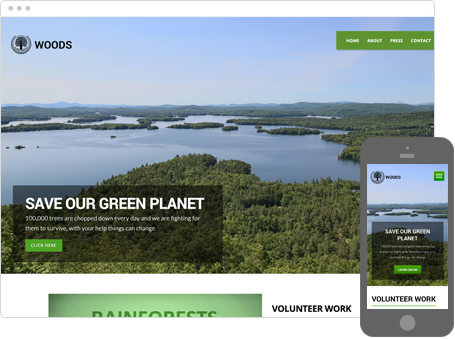 WOODS
HOME ABOUT PRESS CONTACT
SAVE OUR GREEN PLANET
100,000 trees are chopped down every day and we are fighting for
them to survive, with your help things can change.
CLICK HERE
RAINFORESTS
VOLUNTEER WORK
WOODS
SAVE OUR GREEN
PLANET
VOLUNTEER WORK